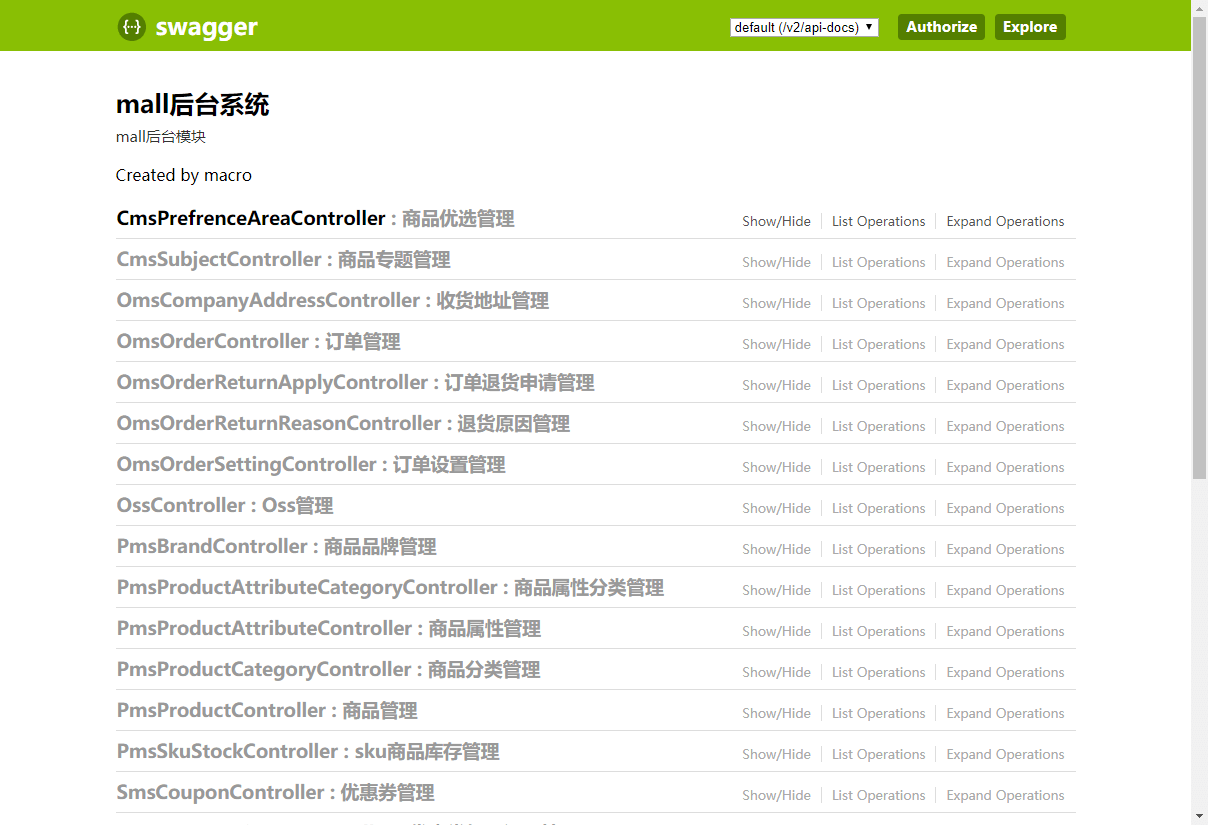 swagger
default (/v2/api-docs) Authorize Explore
mall后台系统
mall后台模块
Created by macro
CmsPrefrenceAreaController : 商品优选管理 Show/Hide List Operations Expand Operations
CmsSubjectController : 商品专题管理 Show/Hide List Operations Expand Operations
OmsCompanyAddressController : 收货地址管理 Show/Hide List Operations Expand Operations
OmsOrderController : 订单管理 Show/Hide List Operations Expand Operations
OmsOrderReturnApplyController : 订单退货申请管理 Show/Hide List Operations Expand Operations
OmsOrderReturnReasonController : 退货原因管理 Show/Hide List Operations Expand Operations
OmsOrderSettingController : 订单设置管理 Show/Hide List Operations Expand Operations
OssController : Oss管理 Show/Hide List Operations Expand Operations
PmsBrandController : 商品品牌管理 Show/Hide List Operations Expand Operations
PmsProductAttributeCategoryController : 商品属性分类管理 Show/Hide List Operations Expand Operations
PmsProductAttributeController : 商品属性管理 Show/Hide List Operations Expand Operations
PmsProductCategoryController : 商品分类管理 Show/Hide List Operations Expand Operations
PmsProductController : 商品管理 Show/Hide List Operations Expand Operations
PmsSkuStockController : sku商品库存管理 Show/Hide List Operations Expand Operations
SmsCouponController : 优惠券管理 Show/Hide List Operations Expand Operations